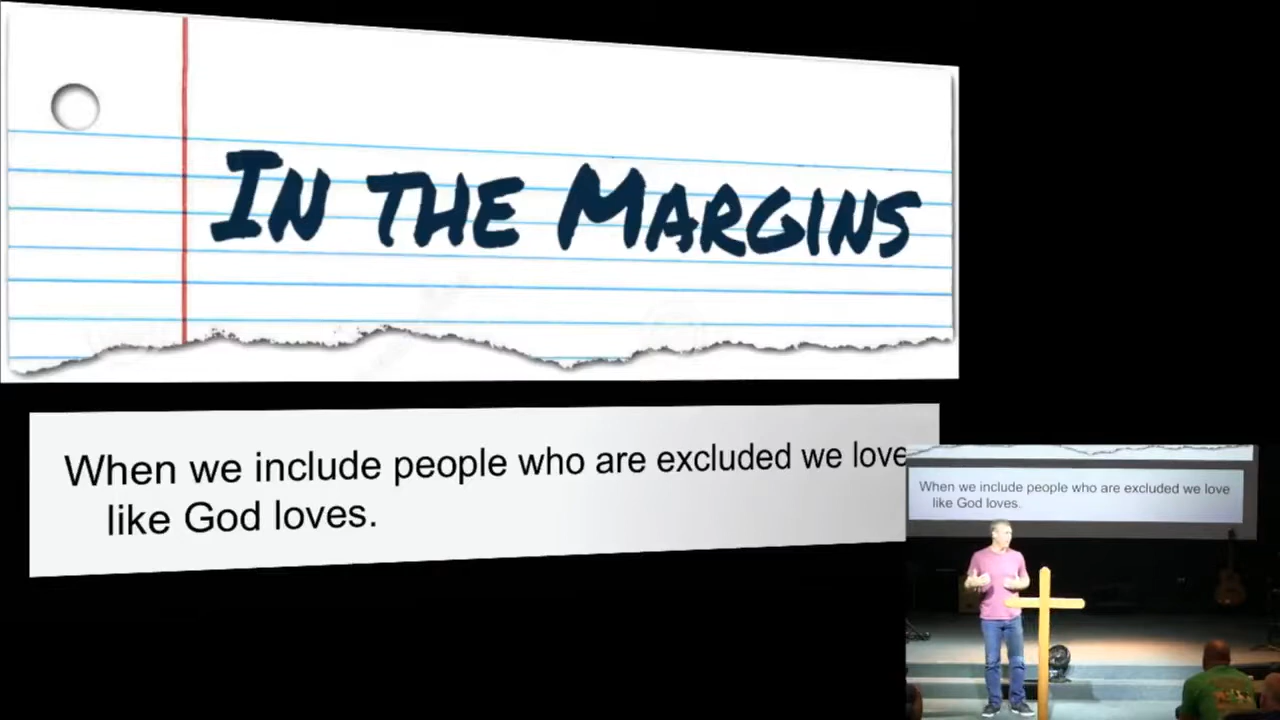 In the Margins
When we include people who are excluded we love
like God loves.
When we include people who are excluded we love
like God loves.